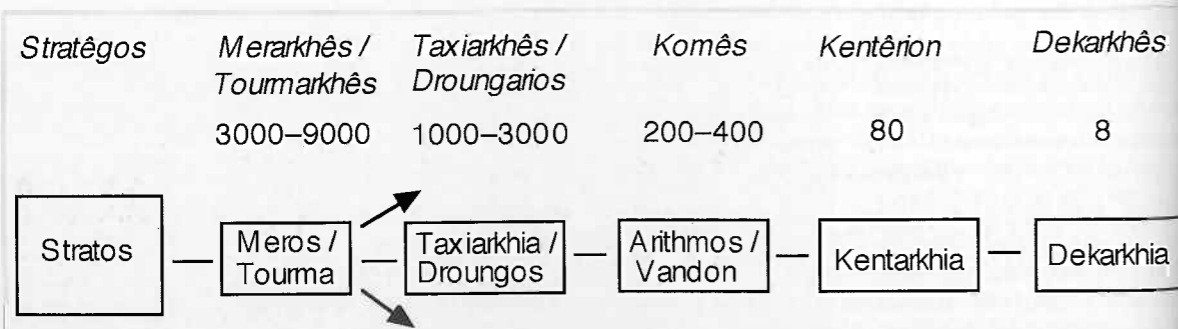 Stratêgos Merarkhês / Taxiarkhês / Komês Kentêrion Dekarkhês
Tourmarkhês Droungarios
3000–9000 1000–3000 200–400 80 8
Stratos Meros / Taxiarkhia / Arithmos / Kentarkhia Dekarkhia
Tourma Droungos Vandon